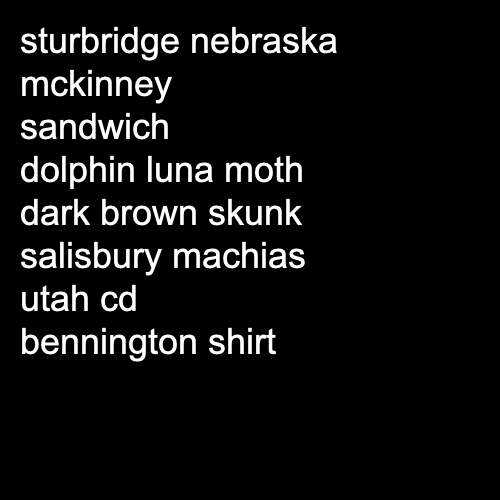 sturbridge nebraska
mckinney
sandwich
dolphin luna moth
dark brown skunk
salisbury machias
utah cd
bennington shirt